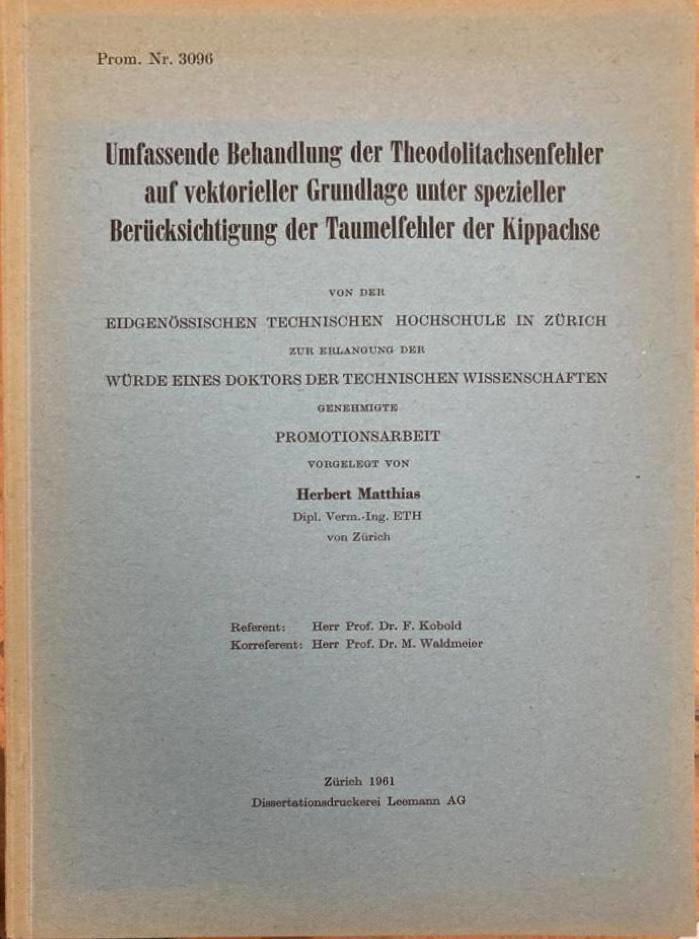 Prom. Nr. 3096
Umfassende Behandlung der Theodolitachsenfehler
auf vektorieller Grundlage unter spezieller
Berücksichtigung der Taumelfehler der Kippachse
VON DER
EIDGENÖSSISCHEN TECHNISCHEN HOCHSCHULE IN ZÜRICH
ZUR ERLANGUNG DER
WÜRDE EINES DOKTORS DER TECHNISCHEN WISSENSCHAFTEN
GENEHMIGTE
PROMOTIONSARBEIT
VORGELEGT VON
Herbert Matthias
Dipl. Verm.-Ing. ETH
von Zürich
Referent: Herr Prof. Dr. F. Kobold
Korreferent: Herr Prof. Dr. M. Waldmeier
Zürich 1961
Dissertationsdruckerei Leemann AG